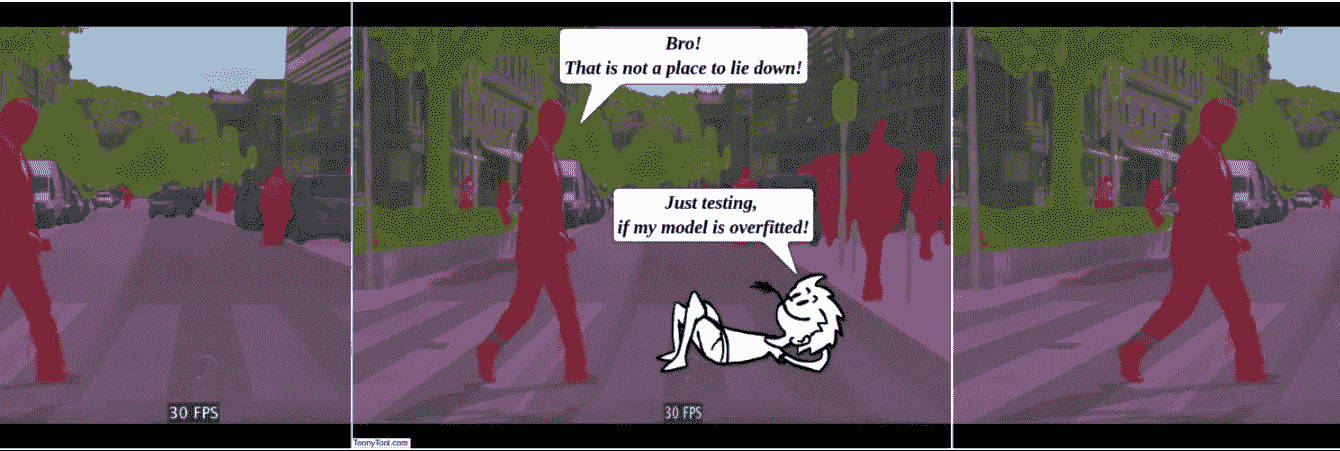 Bro!
That is not a place to lie down!
Just testing,
if my model is overfitted!
30 FPS
30 FPS
ToonyTool.com